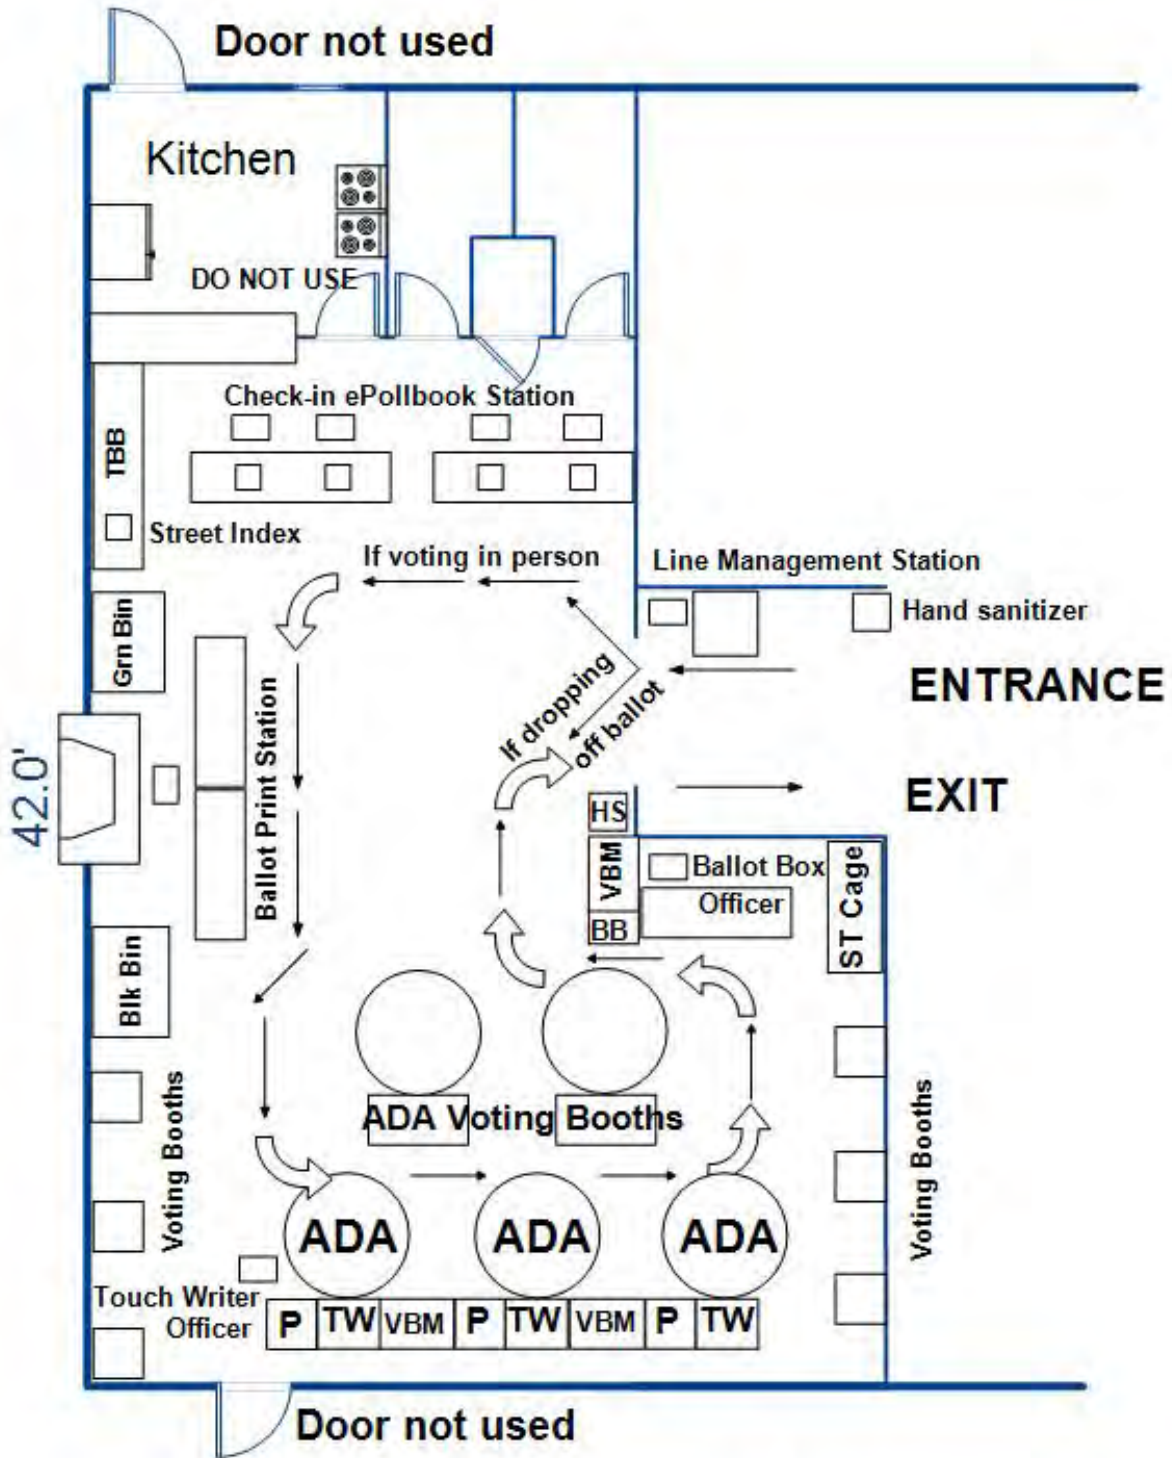 Door not used
Kitchen
DO NOT USE
Check-in ePollbook Station
TBB
Street Index
If voting in person
Line Management Station
Hand sanitizer
Grn Bin
If dropping
off ballot
ENTRANCE
Ballot Print Station
42.0'
EXIT
HS
VBM
Ballot Box
Officer
BB
ST Cage
Blk Bin
ADA Voting Booths
Voting Booths
Voting Booths
ADA
ADA
ADA
Touch Writer
Officer
P
TW
VBM
P
TW
VBM
P
TW
Door not used